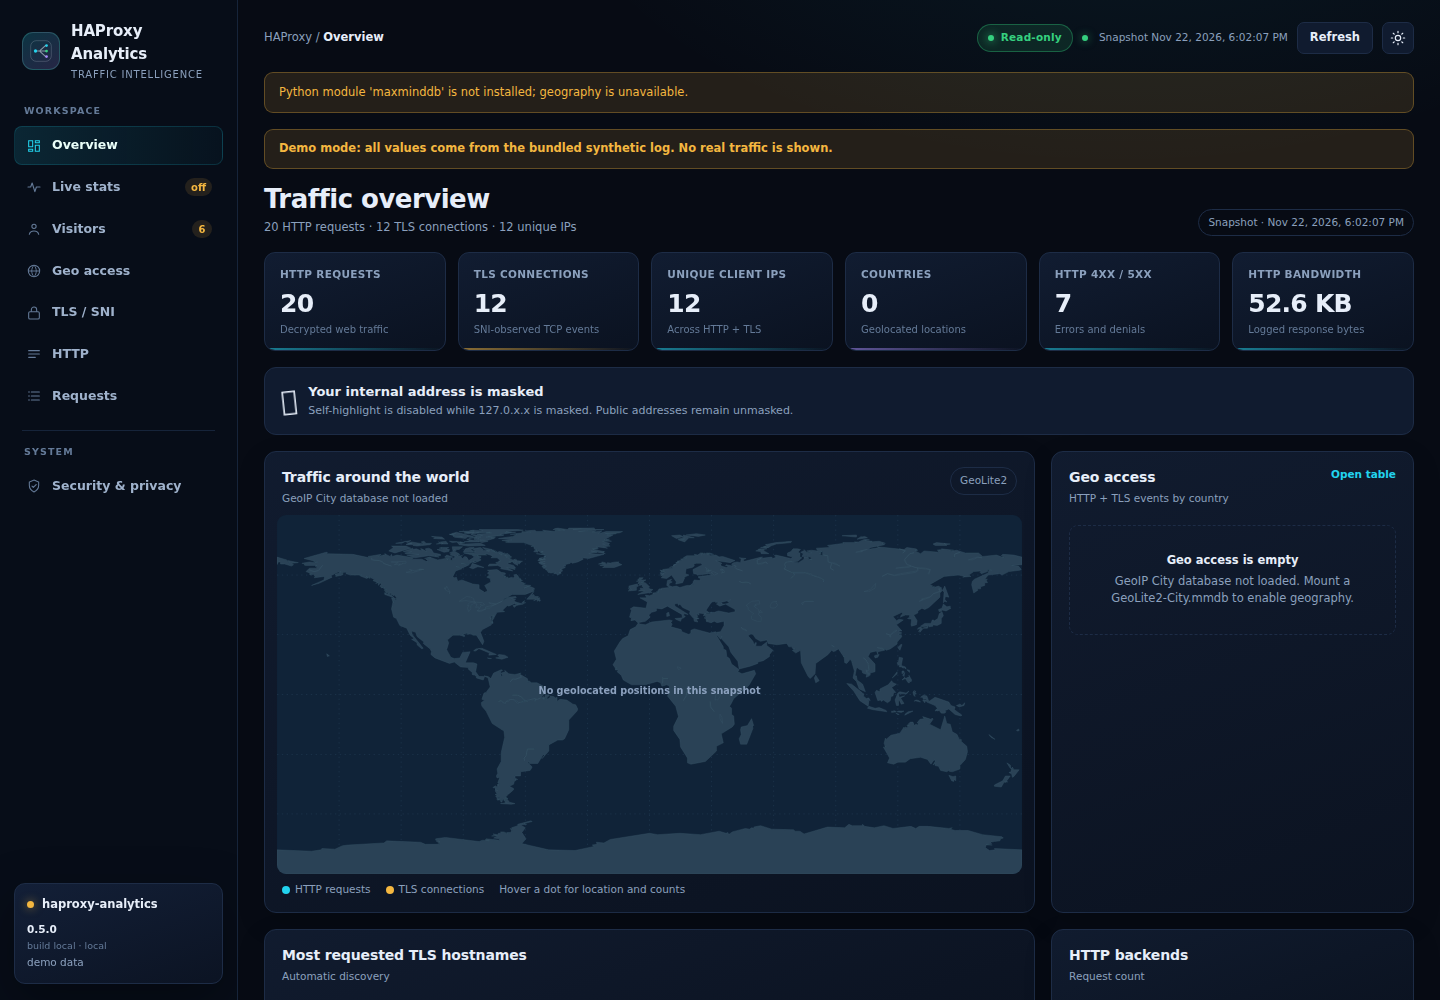 HAProxy
Analytics
TRAFFIC INTELLIGENCE
WORKSPACE
Overview
Live stats off
Visitors 6
Geo access
TLS / SNI
HTTP
Requests
SYSTEM
Security & privacy
haproxy-analytics
0.5.0
build local · local
demo data
HAProxy / Overview
Read-only
Snapshot Nov 22, 2026, 6:02:07 PM
Refresh
Python module 'maxminddb' is not installed; geography is unavailable.
Demo mode: all values come from the bundled synthetic log. No real traffic is shown.
Traffic overview
20 HTTP requests · 12 TLS connections · 12 unique IPs
Snapshot · Nov 22, 2026, 6:02:07 PM
HTTP REQUESTS
20
Decrypted web traffic
TLS CONNECTIONS
12
SNI-observed TCP events
UNIQUE CLIENT IPS
12
Across HTTP + TLS
COUNTRIES
0
Geolocated locations
HTTP 4XX / 5XX
7
Errors and denials
HTTP BANDWIDTH
52.6 KB
Logged response bytes
Your internal address is masked
Self-highlight is disabled while 127.0.x.x is masked. Public addresses remain unmasked.
Traffic around the world
GeoIP City database not loaded
GeoLite2
No geolocated positions in this snapshot
HTTP requests
TLS connections
Hover a dot for location and counts
Geo access
HTTP + TLS events by country
Open table
Geo access is empty
GeoIP City database not loaded. Mount a
GeoLite2-City.mmdb to enable geography.
Most requested TLS hostnames
Automatic discovery
HTTP backends
Request count